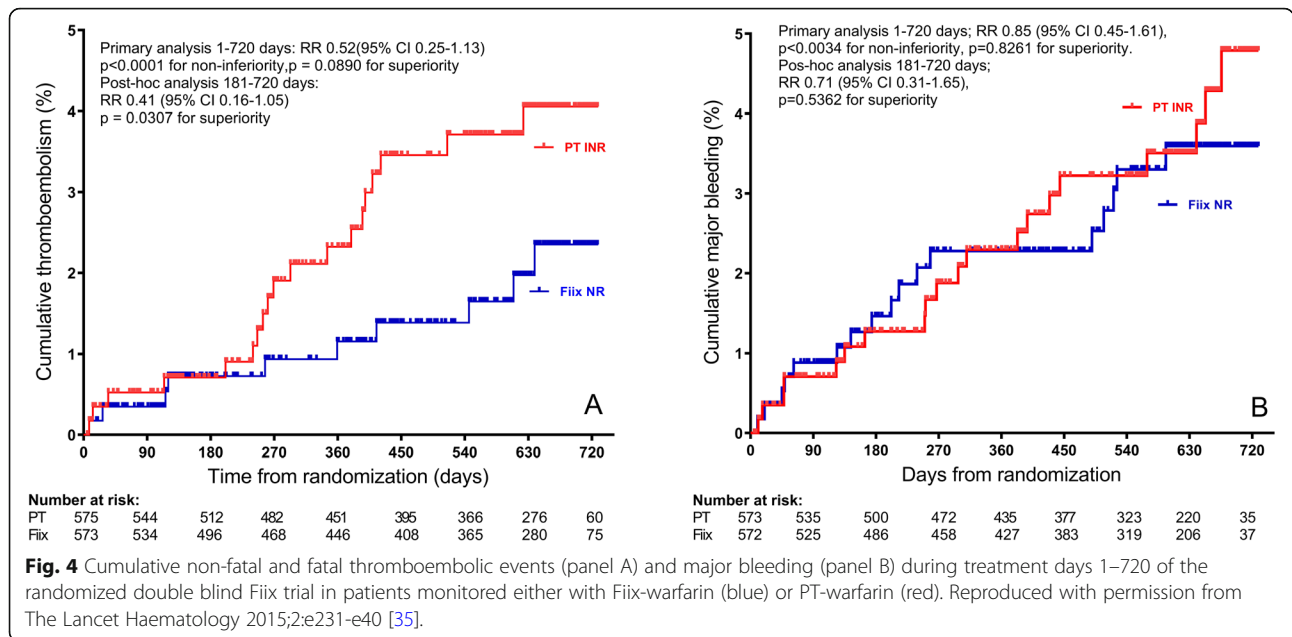 Primary analysis 1-720 days: RR 0.52(95% CI 0.25-1.13)
p<0.0001 for non-inferiority,p = 0.0890 for superiority
Post-hoc analysis 181-720 days:
RR 0.41 (95% CI 0.16-1.05)
p = 0.0307 for superiority
Cumulative thromboembolism (%)
5
4
3
2
1
0
PT INR
Fiix NR
A
0 90 180 270 360 450 540 630 720
Time from randomization (days)
Number at risk:
PT 575 544 512 482 451 395 366 276 60
Fiix 573 534 496 468 446 408 365 280 75
Primary analysis 1-720 days; RR 0.85 (95% CI 0.45-1.61),
p<0.0034 for non-inferiority, p=0.8261 for superiority.
Pos-hoc analysis 181-720 days;
RR 0.71 (95% CI 0.31-1.65),
p=0.5362 for superiority
Cumulative major bleeding (%)
5
4
3
2
1
0
PT INR
Fiix NR
B
0 90 180 270 360 450 540 630 720
Days from randomization
Number at risk:
PT 573 535 500 472 435 377 323 220 35
Fiix 572 525 486 458 427 383 319 206 37
Fig. 4 Cumulative non-fatal and fatal thromboembolic events (panel A) and major bleeding (panel B) during treatment days 1–720 of the
randomized double blind Fiix trial in patients monitored either with Fiix-warfarin (blue) or PT-warfarin (red). Reproduced with permission from
The Lancet Haematology 2015;2:e231-e40 [35].